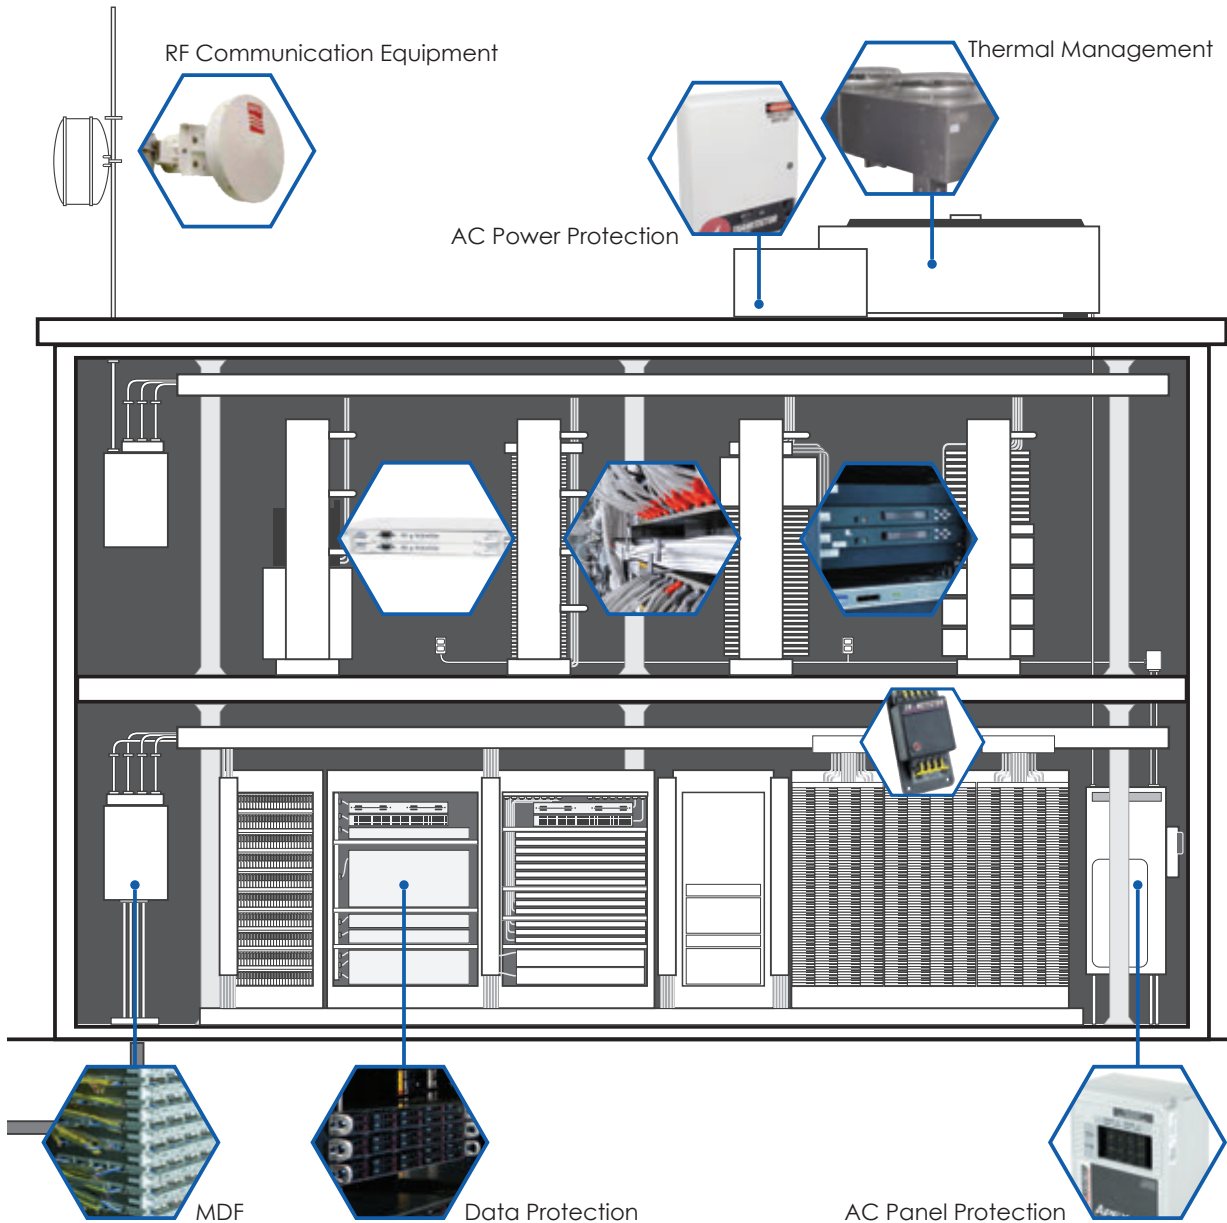 RF Communication Equipment
Thermal Management
AC Power Protection
MDF
Data Protection
AC Panel Protection